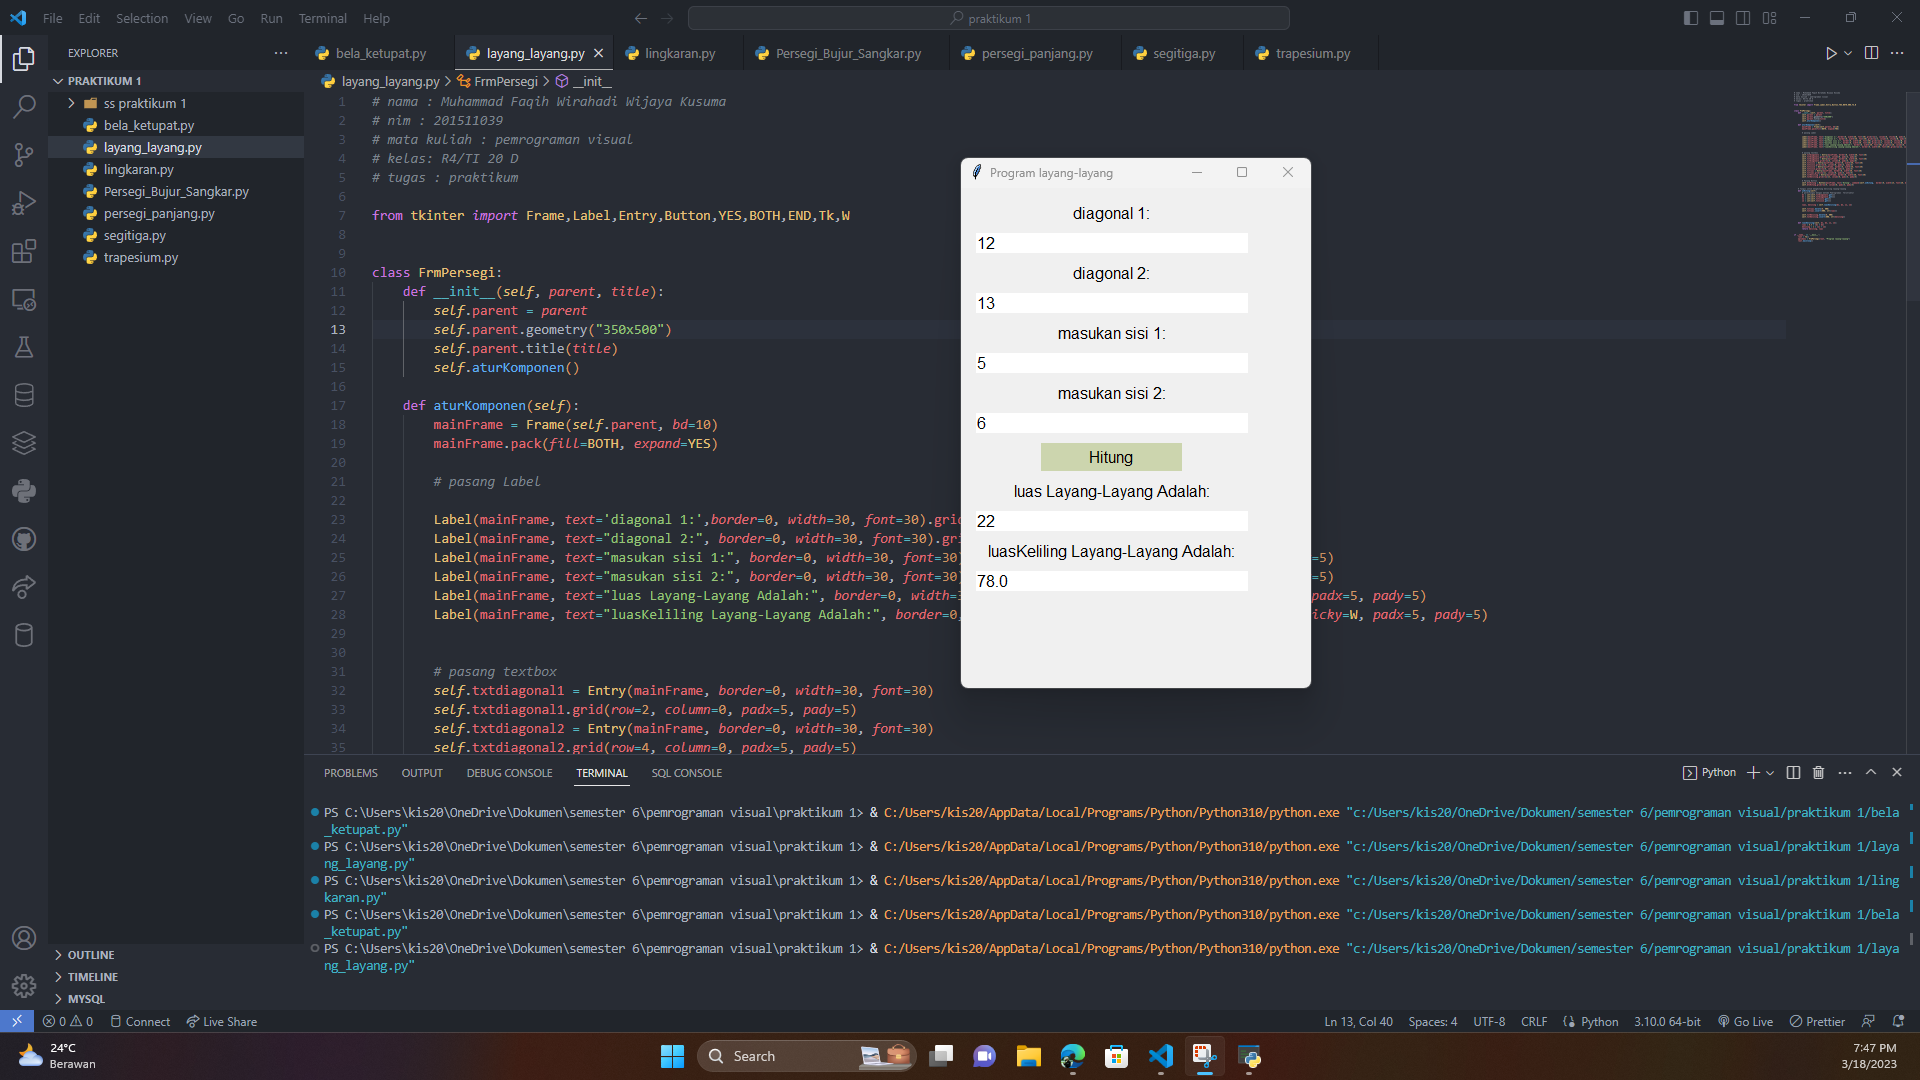 File Edit Selection View Go Run Terminal Help
praktikum 1
EXPLORER
bela_ketupat.py layang_layang.py lingkaran.py Persegi_Bujur_Sangkar.py persegi_panjang.py segitiga.py trapesium.py
PRAKTIKUM 1
ss praktikum 1
bela_ketupat.py
layang_layang.py
lingkaran.py
Persegi_Bujur_Sangkar.py
persegi_panjang.py
segitiga.py
trapesium.py
layang_layang.py > FrmPersegi > __init__
1 # nama : Muhammad Faqih Wirahadi Wijaya Kusuma
2 # nim : 201511039
3 # mata kuliah : pemrograman visual
4 # kelas: R4/TI 20 D
5 # tugas : praktikum
6
7 from tkinter import Frame,Label,Entry,Button,YES,BOTH,END,Tk,W
8
9
10 class FrmPersegi:
11 def __init__(self, parent, title):
12 self.parent = parent
13 self.parent.geometry("350x500")
14 self.parent.title(title)
15 self.aturKomponen()
16
17 def aturKomponen(self):
18 mainFrame = Frame(self.parent, bd=10)
19 mainFrame.pack(fill=BOTH, expand=YES)
20
21 # pasang Label
22
23 Label(mainFrame, text='diagonal 1:',border=0, width=30, font=30).gric
24 Label(mainFrame, text="diagonal 2:", border=0, width=30, font=30).gri
25 Label(mainFrame, text="masukan sisi 1:", border=0, width=30, font=30) =5)
26 Label(mainFrame, text="masukan sisi 2:", border=0, width=30, font=30) =5)
27 Label(mainFrame, text="luas Layang-Layang Adalah:", border=0, width=3 padx=5, pady=5)
28 Label(mainFrame, text="luasKeliling Layang-Layang Adalah:", border=0, icky=W, padx=5, pady=5)
29
30
31 # pasang textbox
32 self.txtdiagonal1 = Entry(mainFrame, border=0, width=30, font=30)
33 self.txtdiagonal1.grid(row=2, column=0, padx=5, pady=5)
34 self.txtdiagonal2 = Entry(mainFrame, border=0, width=30, font=30)
35 self.txtdiagonal2.grid(row=4, column=0, padx=5, pady=5)
Program layang-layang
diagonal 1:
12
diagonal 2:
13
masukan sisi 1:
5
masukan sisi 2:
6
Hitung
luas Layang-Layang Adalah:
22
luasKeliling Layang-Layang Adalah:
78.0
PROBLEMS OUTPUT DEBUG CONSOLE TERMINAL SQL CONSOLE
Python
PS C:\Users\kis20\OneDrive\Dokumen\semester 6\pemrograman visual\praktikum 1> & C:/Users/kis20/AppData/Local/Programs/Python/Python310/python.exe "c:/Users/kis20/OneDrive/Dokumen/semester 6/pemrograman visual/praktikum 1/bela
_ketupat.py"
PS C:\Users\kis20\OneDrive\Dokumen\semester 6\pemrograman visual\praktikum 1> & C:/Users/kis20/AppData/Local/Programs/Python/Python310/python.exe "c:/Users/kis20/OneDrive/Dokumen/semester 6/pemrograman visual/praktikum 1/laya
ng_layang.py"
PS C:\Users\kis20\OneDrive\Dokumen\semester 6\pemrograman visual\praktikum 1> & C:/Users/kis20/AppData/Local/Programs/Python/Python310/python.exe "c:/Users/kis20/OneDrive/Dokumen/semester 6/pemrograman visual/praktikum 1/ling
karan.py"
PS C:\Users\kis20\OneDrive\Dokumen\semester 6\pemrograman visual\praktikum 1> & C:/Users/kis20/AppData/Local/Programs/Python/Python310/python.exe "c:/Users/kis20/OneDrive/Dokumen/semester 6/pemrograman visual/praktikum 1/bela
_ketupat.py"
PS C:\Users\kis20\OneDrive\Dokumen\semester 6\pemrograman visual\praktikum 1> & C:/Users/kis20/AppData/Local/Programs/Python/Python310/python.exe "c:/Users/kis20/OneDrive/Dokumen/semester 6/pemrograman visual/praktikum 1/laya
ng_layang.py"
OUTLINE
TIMELINE
MYSQL
0 0 Connect Live Share
Ln 13, Col 40 Spaces: 4 UTF-8 CRLF Python 3.10.0 64-bit Go Live Prettier
24°C
Berawan
Search
7:47 PM
3/18/2023